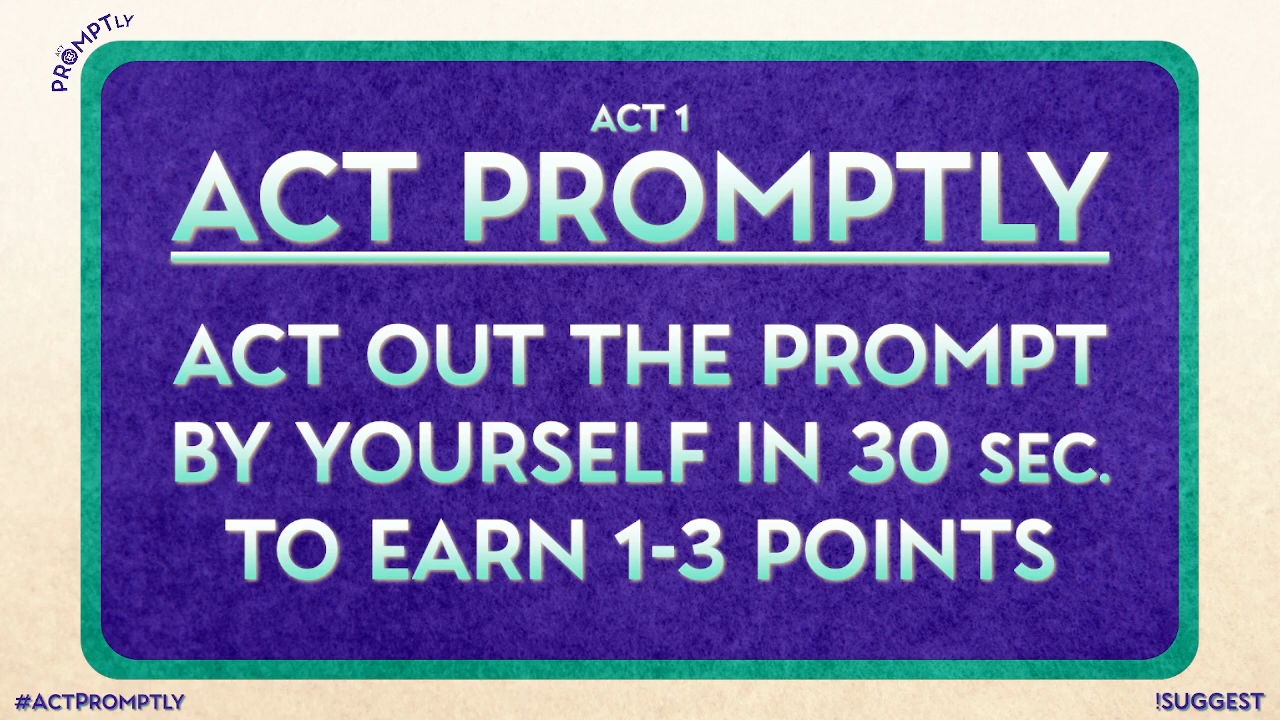 ACT PROMPTLY
ACT 1
ACT PROMPTLY
ACT OUT THE PROMPT
BY YOURSELF IN 30 SEC.
TO EARN 1-3 POINTS
#ACTPROMPTLY
!SUGGEST